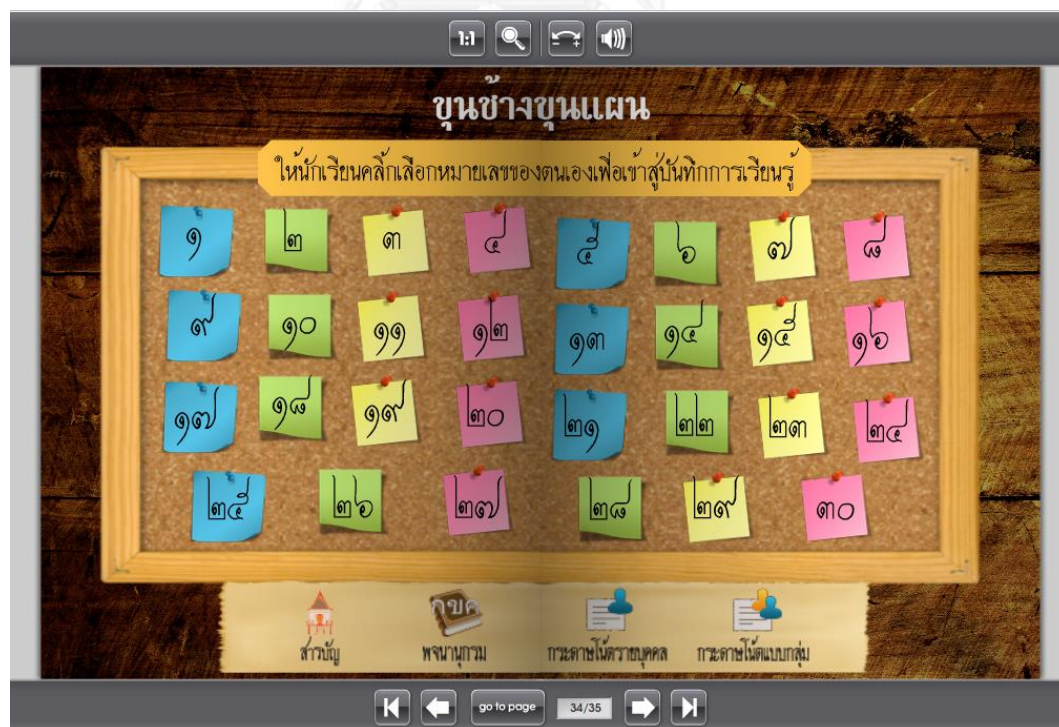 1:1
ขุนช้างขุนแผน
ให้นักเรียนคลิ้กเลือกหมายเลขของตนเองเพื่อเข้าสู่บันทึกการเรียนรู้
๑ ๒ ๓ ๔ ๕ ๖ ๗ ๘
๙ ๑๐ ๑๑ ๑๒ ๑๓ ๑๔ ๑๕ ๑๖
๑๗ ๑๘ ๑๙ ๒๐ ๒๑ ๒๒ ๒๓ ๒๔
๒๕ ๒๖ ๒๗ ๒๘ ๒๙ ๓๐
กขค
สารบัญ พจนานุกรม กระดาษโน้ตรายบุคคล กระดาษโน้ตแบบกลุ่ม
go to page 34/35